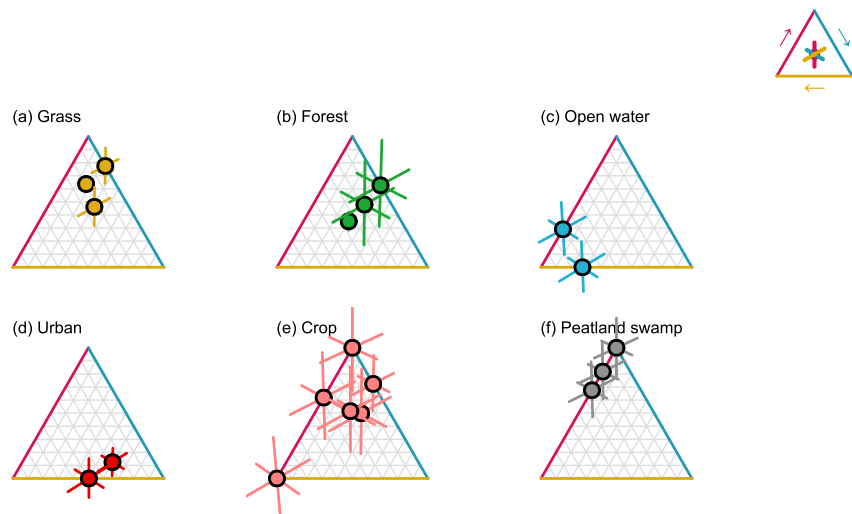 (a) Grass
(b) Forest
(c) Open water
(d) Urban
(e) Crop
(f) Peatland swamp